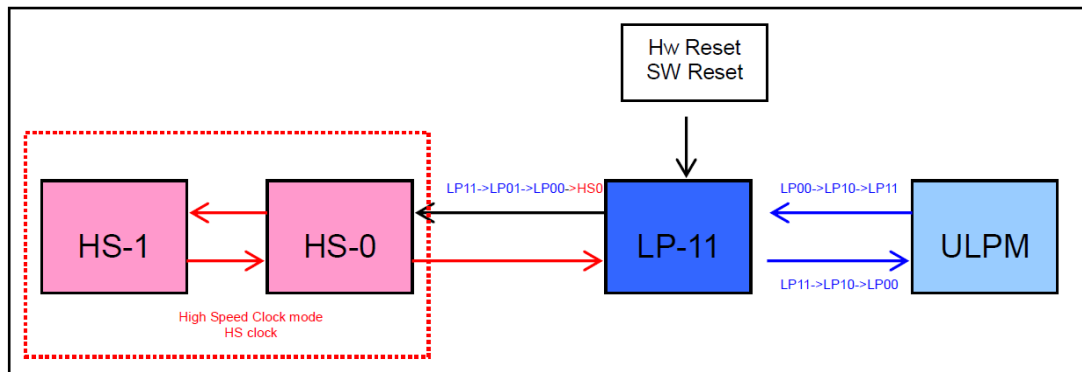 Hw Reset
SW Reset
LP11->LP01->LP00->HS0
LP00->LP10->LP11
HS-1
HS-0
LP-11
ULPM
LP11->LP10->LP00
High Speed Clock mode
HS clock